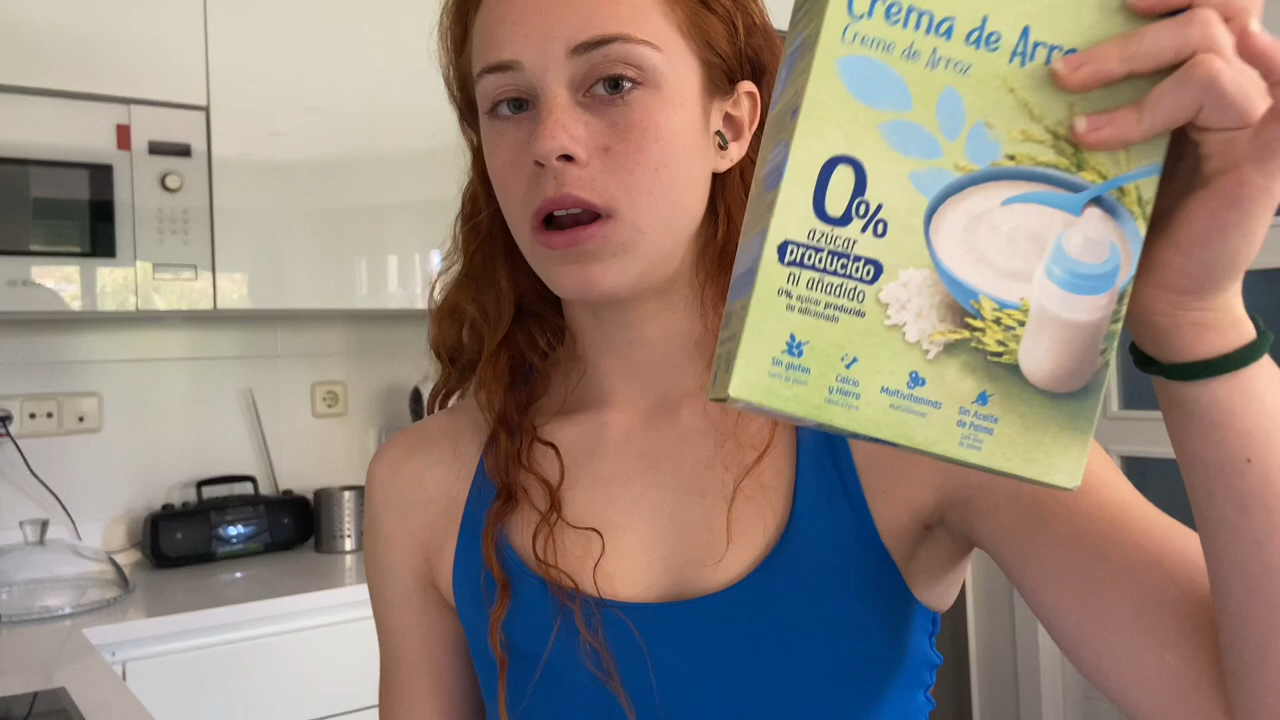 Crema de Arro
Creme de Arroz
0%
azúcar
producido
ni añadido
0% açúcar produzido
ou adicionado
Sin gluten
Calcio
y Hierro
Multivitaminas
Sin Aceite
de Palma